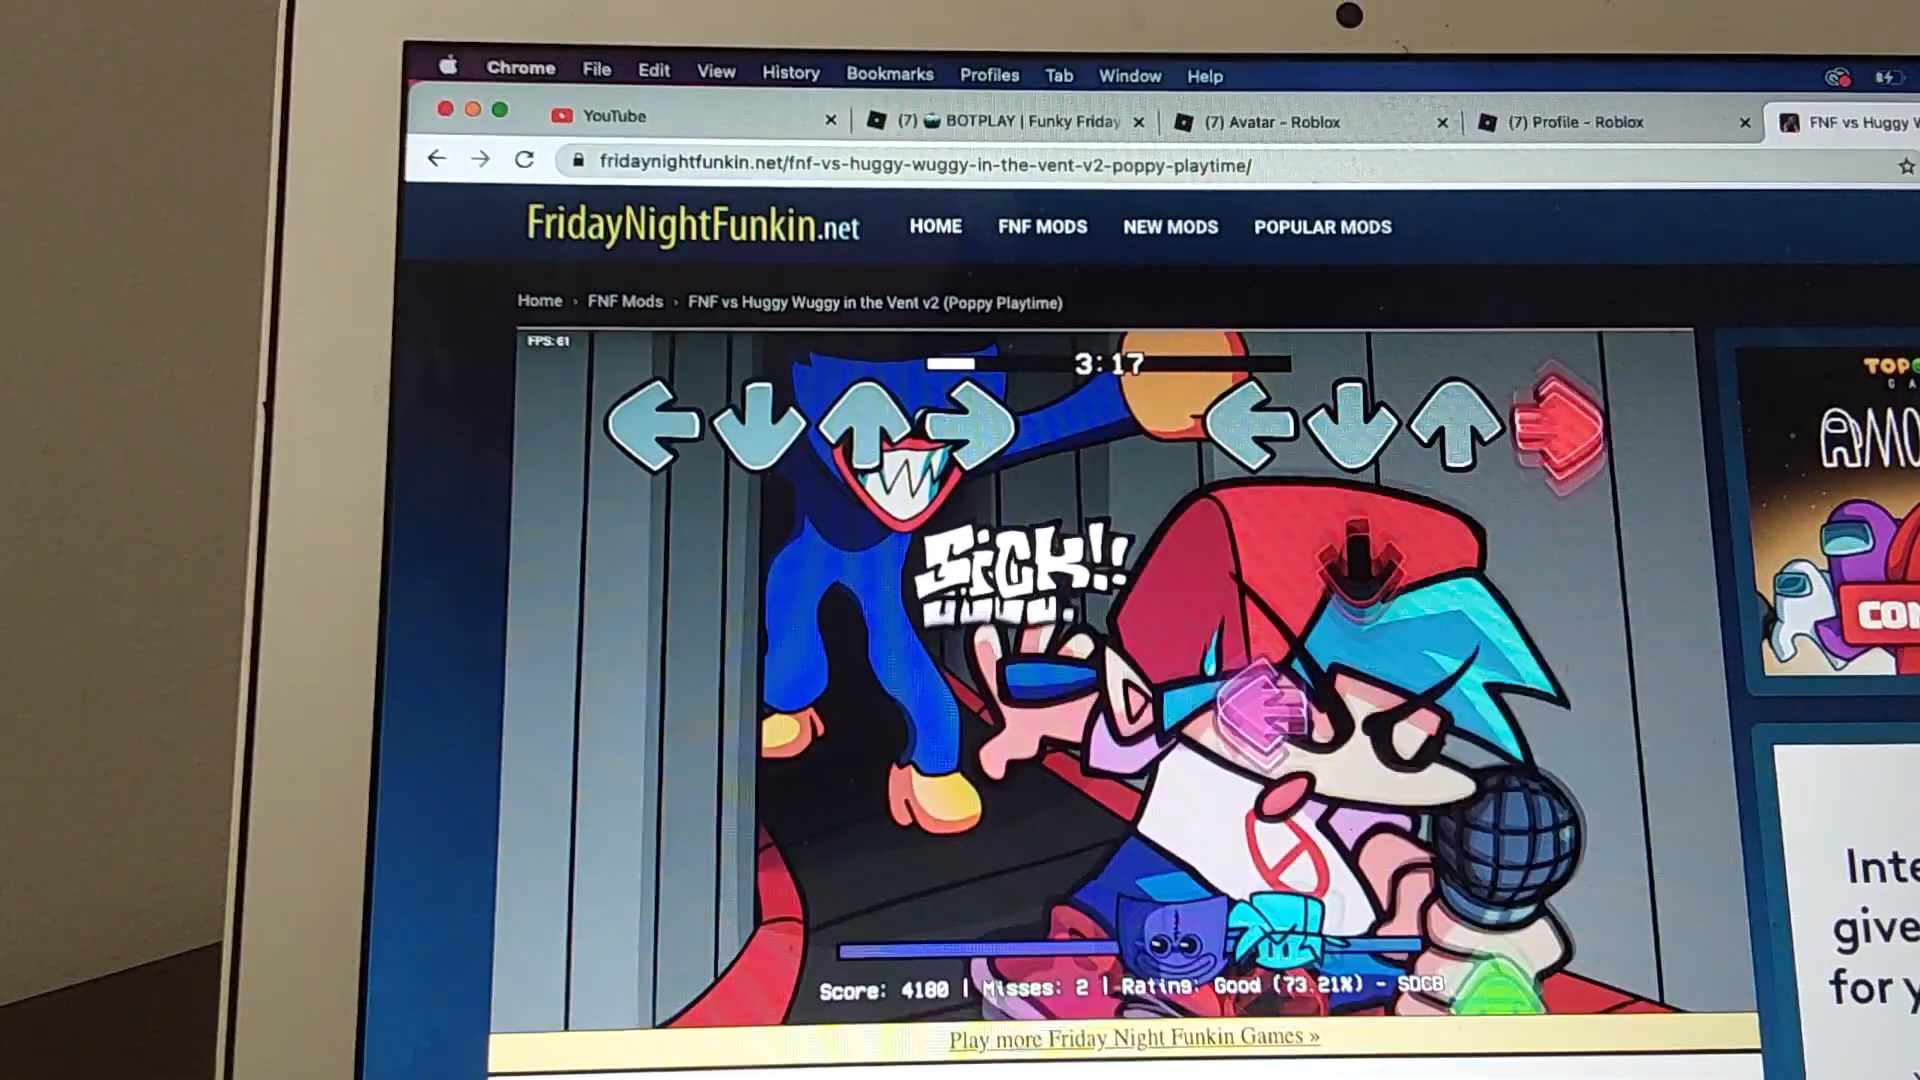 Chrome File Edit View History Bookmarks Profiles Tab Window Help
YouTube
(7) BOTPLAY | Funky Friday
(7) Avatar - Roblox
(7) Profile - Roblox
FNF vs Huggy
fridaynightfunkin.net/fnf-vs-huggy-wuggy-in-the-vent-v2-poppy-playtime/
FridayNightFunkin.net
HOME FNF MODS NEW MODS POPULAR MODS
Home › FNF Mods › FNF vs Huggy Wuggy in the Vent v2 (Poppy Playtime)
FPS: 61
3:17
SiCK!!
Score: 4180 | Misses: 2 | Rating: Good (73.21%) - SDCB
Play more Friday Night Funkin Games »
give
for